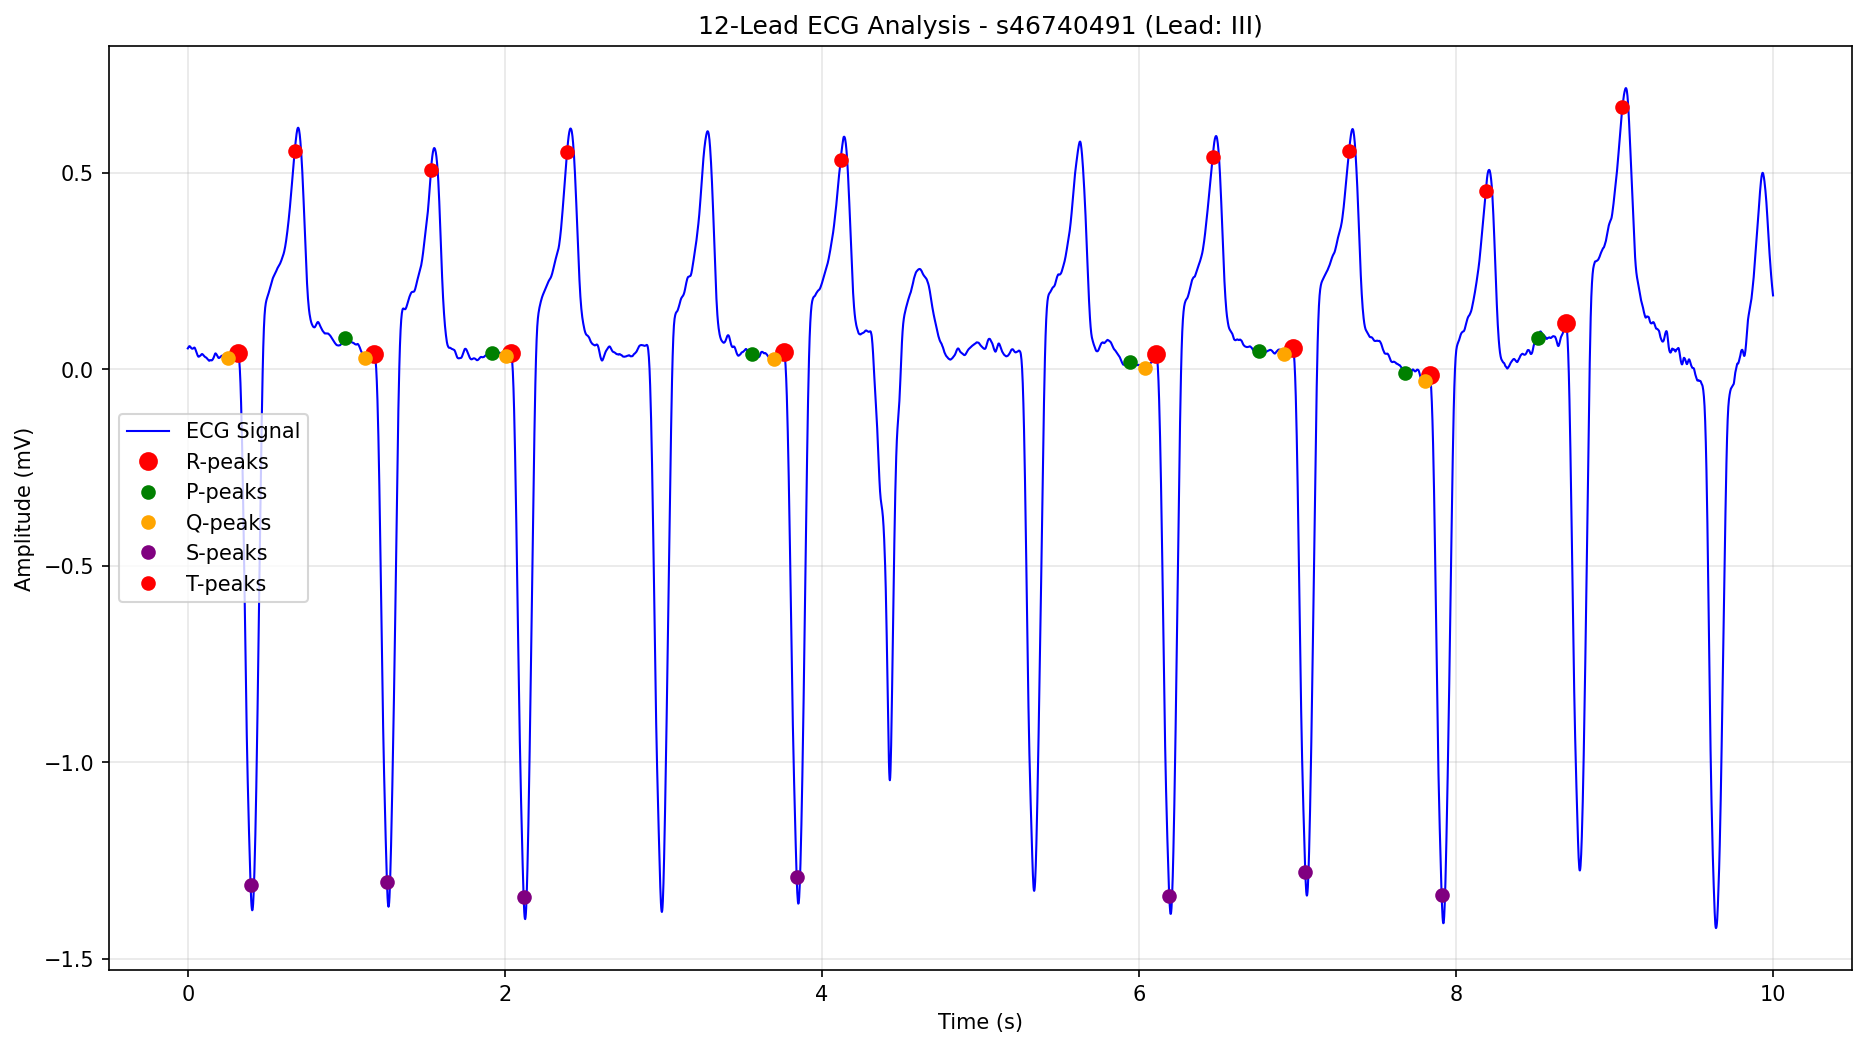 12-Lead ECG Analysis - s46740491 (Lead: III)
Amplitude (mV)
0.5
0.0
−0.5
−1.0
−1.5
ECG Signal
R-peaks
P-peaks
Q-peaks
S-peaks
T-peaks
0 2 4 6 8 10
Time (s)